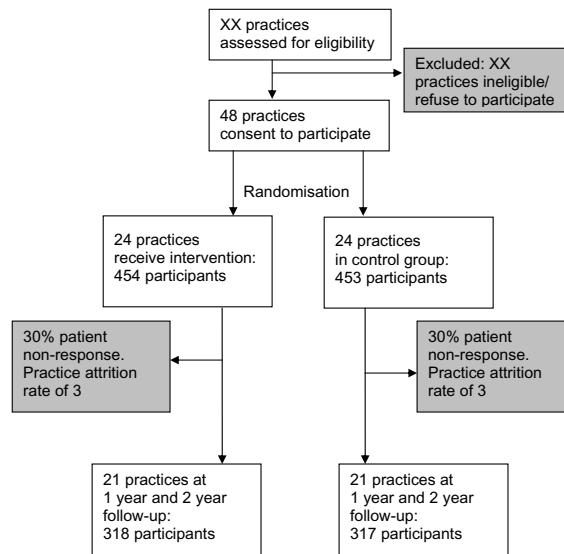 XX practices
assessed for eligibility
Excluded: XX
practices ineligible/
refuse to participate
48 practices
consent to participate
Randomisation
24 practices
receive intervention:
454 participants
24 practices
in control group:
453 participants
30% patient
non-response.
Practice attrition
rate of 3
30% patient
non-response.
Practice attrition
rate of 3
21 practices at
1 year and 2 year
follow-up:
318 participants
21 practices at
1 year and 2 year
follow-up:
317 participants